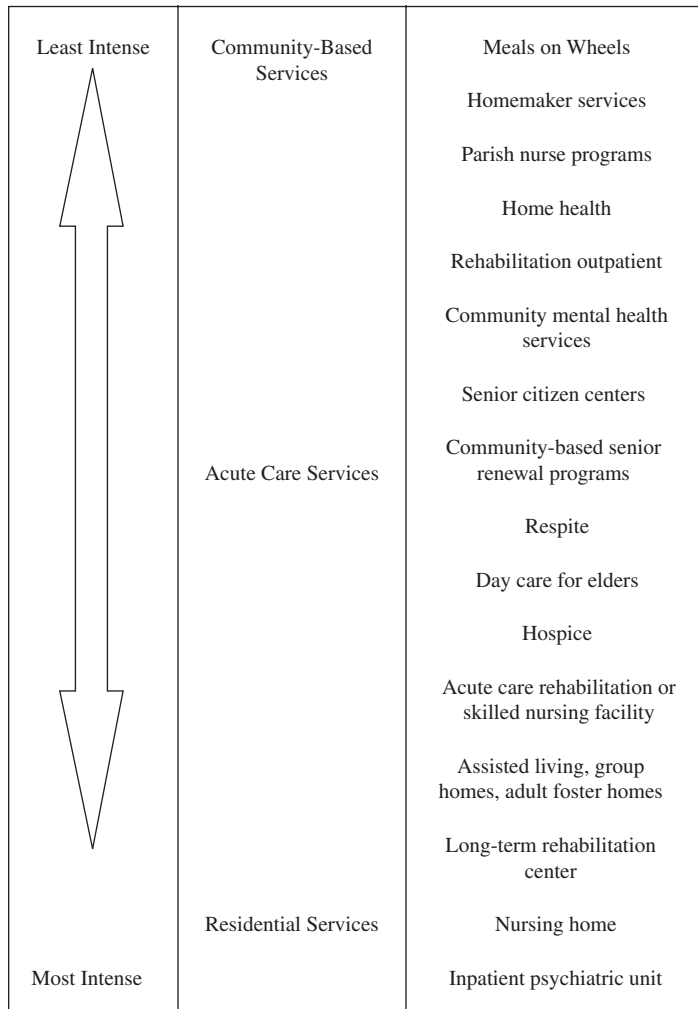 Least Intense
Community-Based
Services
Meals on Wheels
Homemaker services
Parish nurse programs
Home health
Rehabilitation outpatient
Community mental health
services
Senior citizen centers
Acute Care Services
Community-based senior
renewal programs
Respite
Day care for elders
Hospice
Acute care rehabilitation or
skilled nursing facility
Assisted living, group
homes, adult foster homes
Long-term rehabilitation
center
Residential Services
Nursing home
Most Intense
Inpatient psychiatric unit